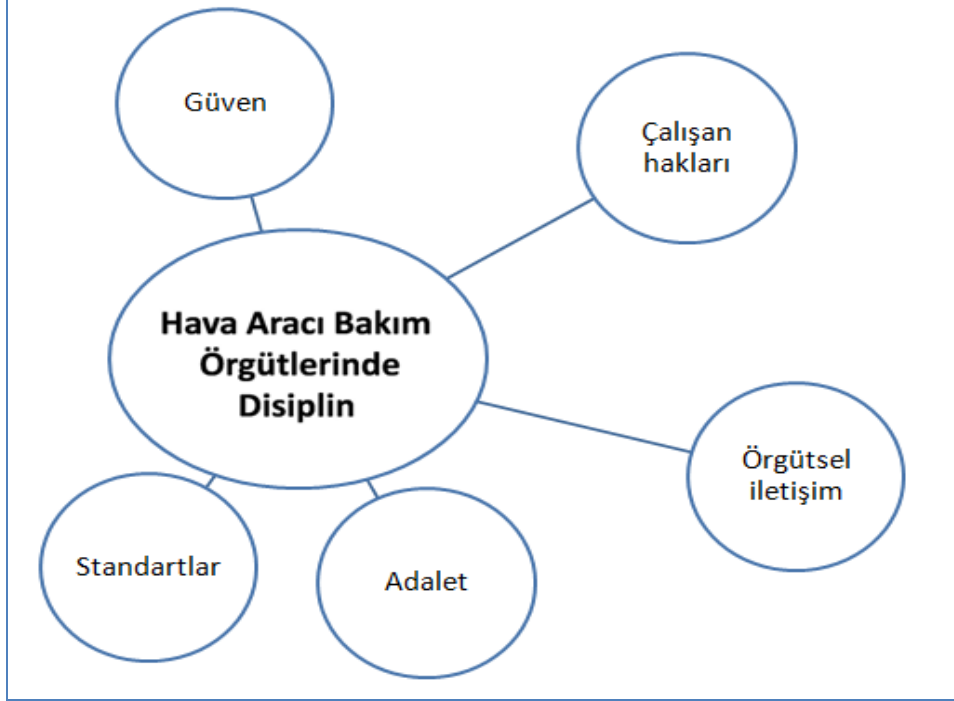 Güven
Çalışan
hakları
Hava Aracı Bakım
Örgütlerinde
Disiplin
Örgütsel
iletişim
Standartlar
Adalet